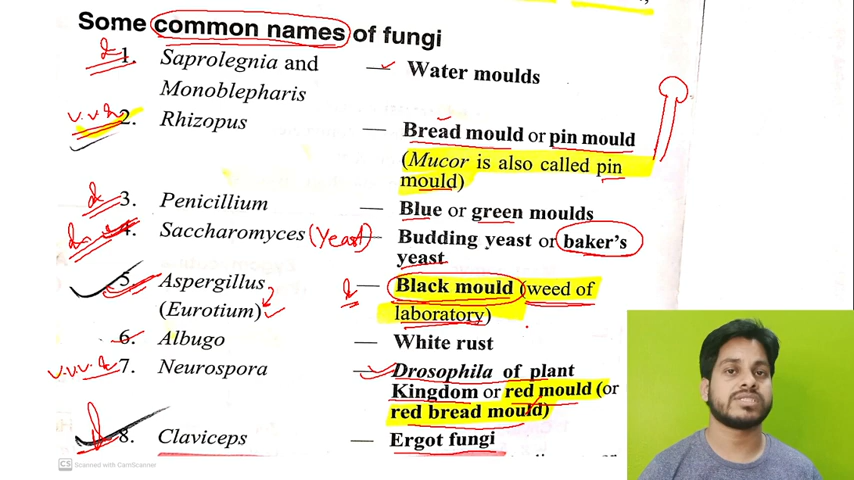 Some common names of fungi
1. Saprolegnia and — Water moulds
Monoblepharis
v.v. 2. Rhizopus — Bread mould or pin mould
(Mucor is also called pin
mould)
3. Penicillium — Blue or green moulds
4. Saccharomyces (Yeast) — Budding yeast or baker's
yeast
5. Aspergillus — Black mould (weed of
(Eurotium) laboratory)
6. Albugo — White rust
v.v.v. 7. Neurospora — Drosophila of plant
Kingdom or red mould (or
red bread mould)
8. Claviceps — Ergot fungi
CS Scanned with CamScanner